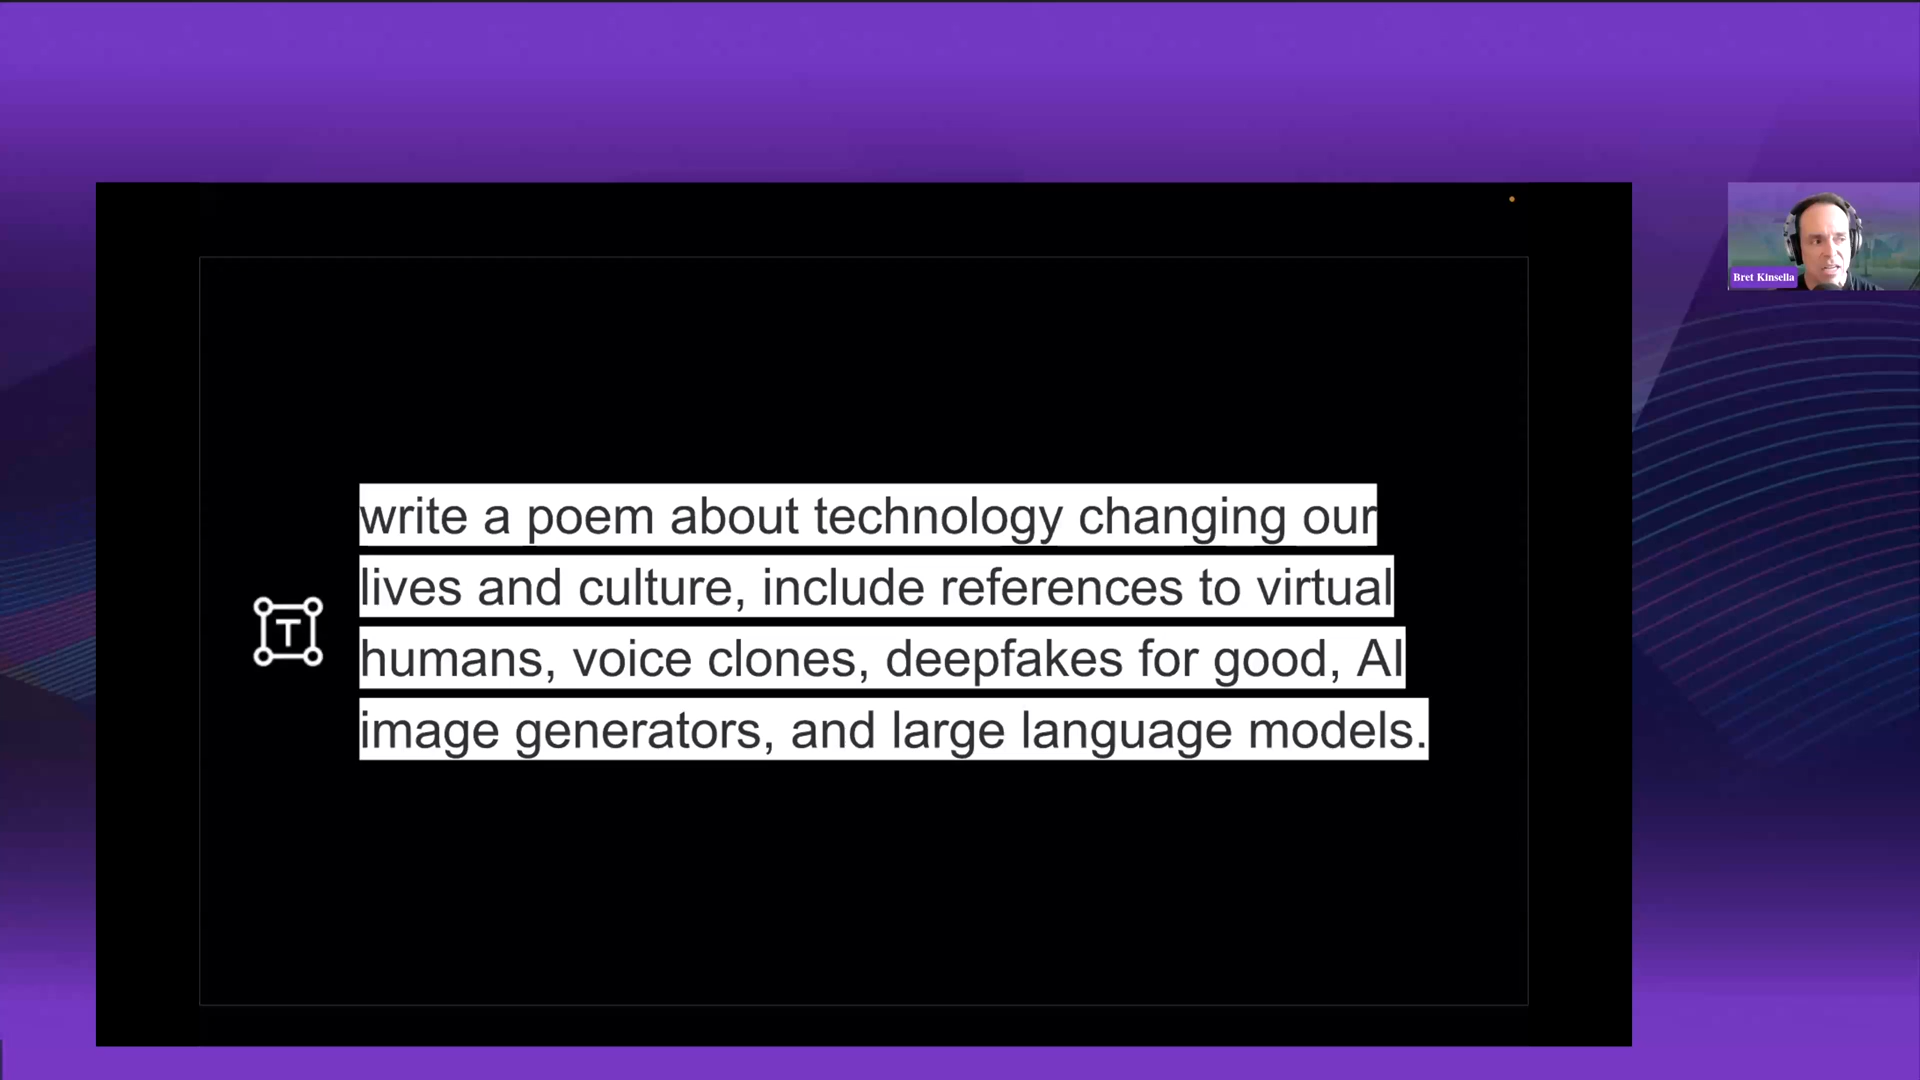 Bret Kinsella
T
write a poem about technology changing our
lives and culture, include references to virtual
humans, voice clones, deepfakes for good, AI
image generators, and large language models.